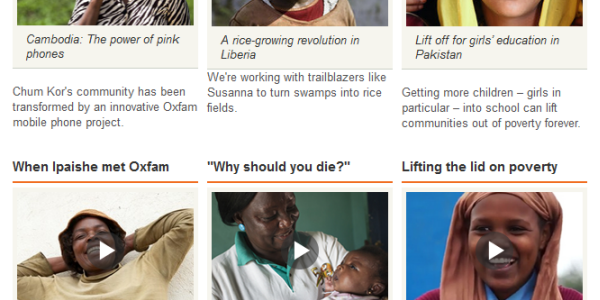 Cambodia: The power of pink
phones
A rice-growing revolution in
Liberia
Lift off for girls' education in
Pakistan
Chum Kor's community has been
transformed by an innovative Oxfam
mobile phone project.
We're working with trailblazers like
Susanna to turn swamps into rice
fields.
Getting more children – girls in
particular – into school can lift
communities out of poverty forever.
When Ipaishe met Oxfam
"Why should you die?"
Lifting the lid on poverty